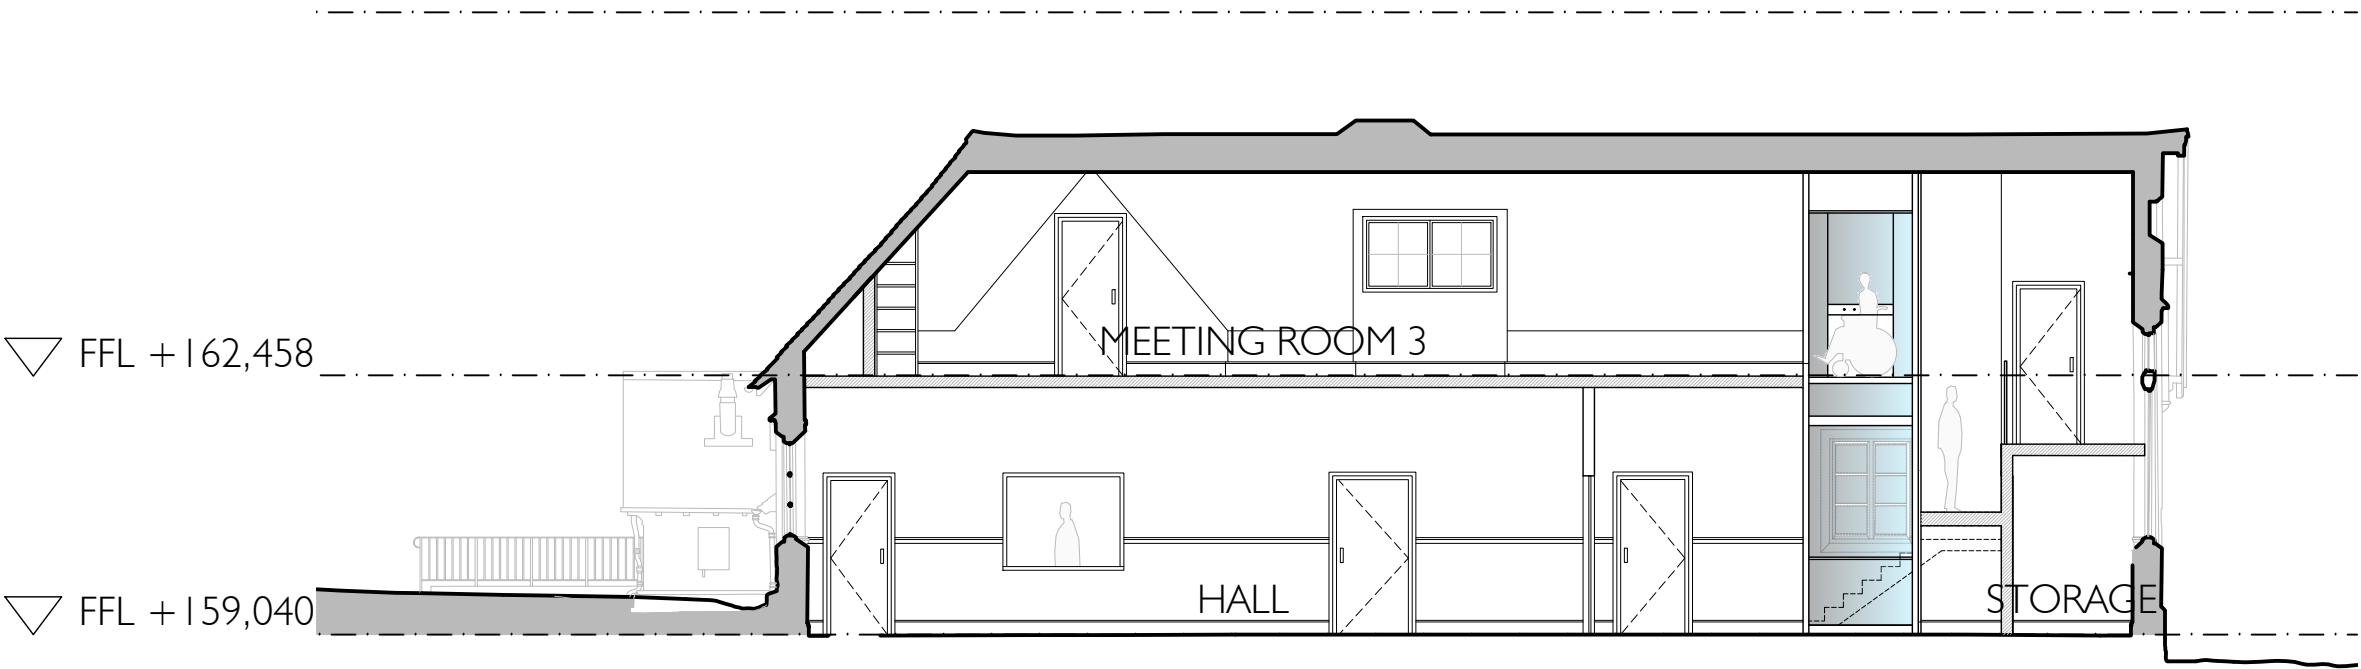 MEETING ROOM 3
FFL +162,458
HALL
STORAGE
FFL +159,040